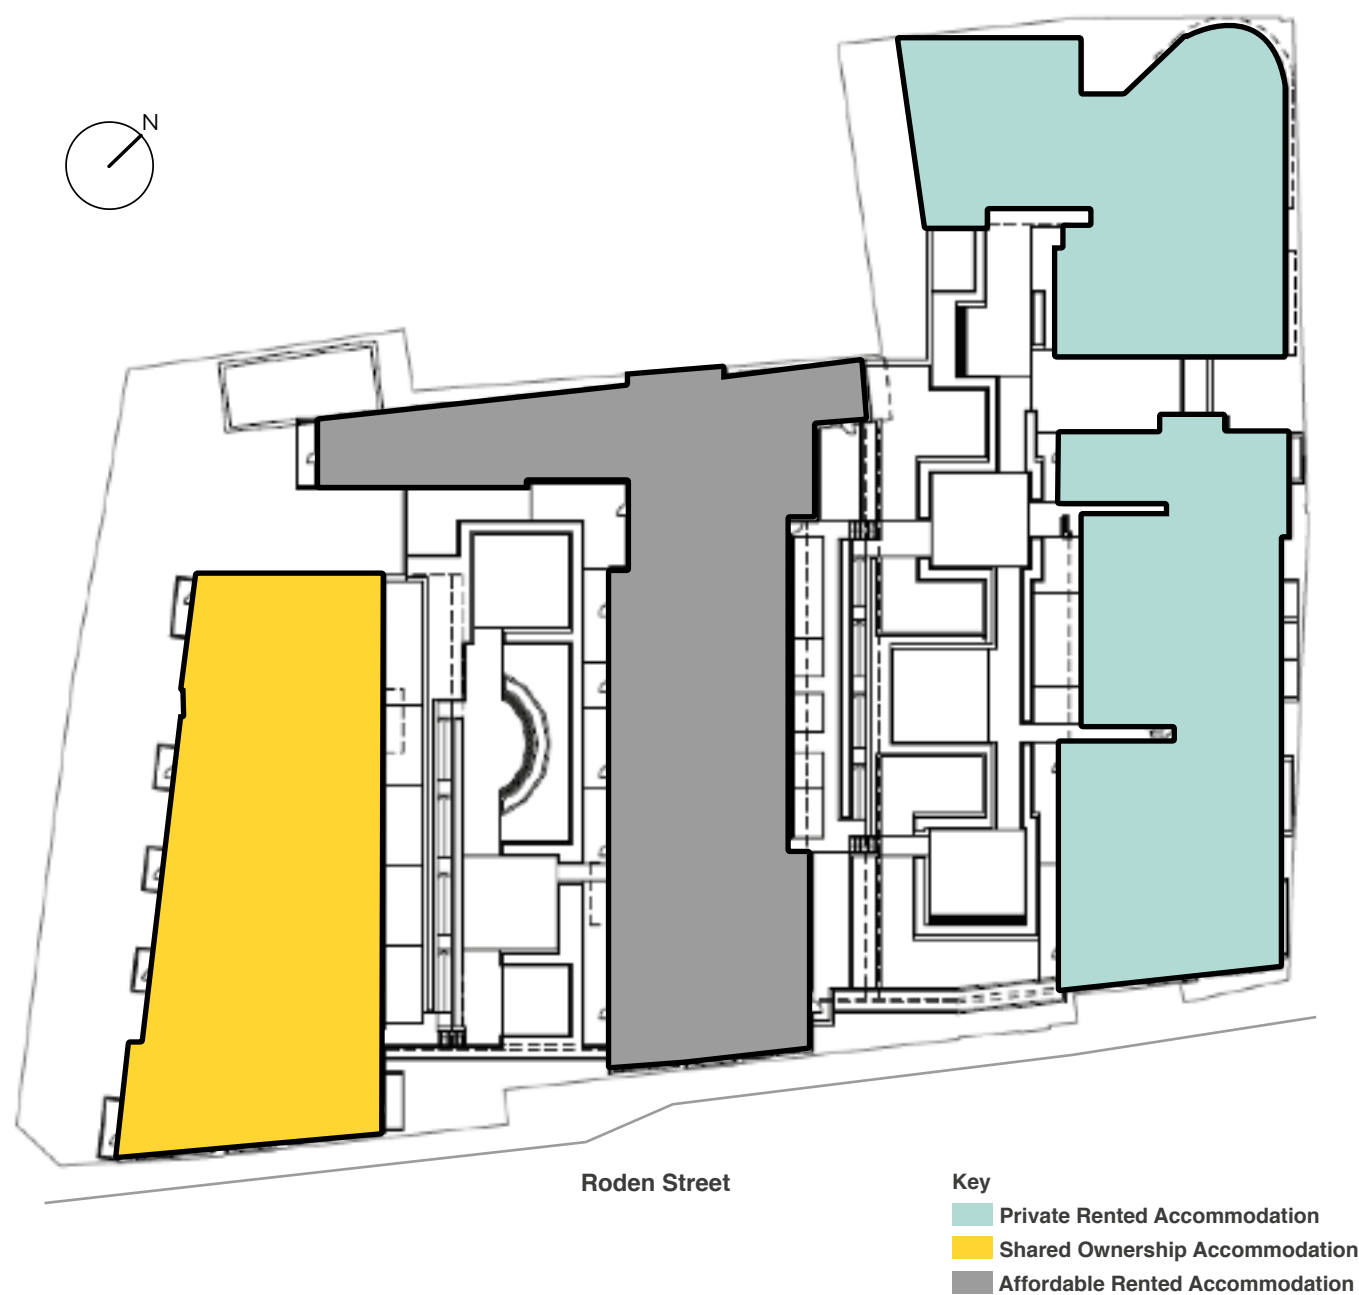 N
Roden Street
Key
Private Rented Accommodation
Shared Ownership Accommodation
Affordable Rented Accommodation